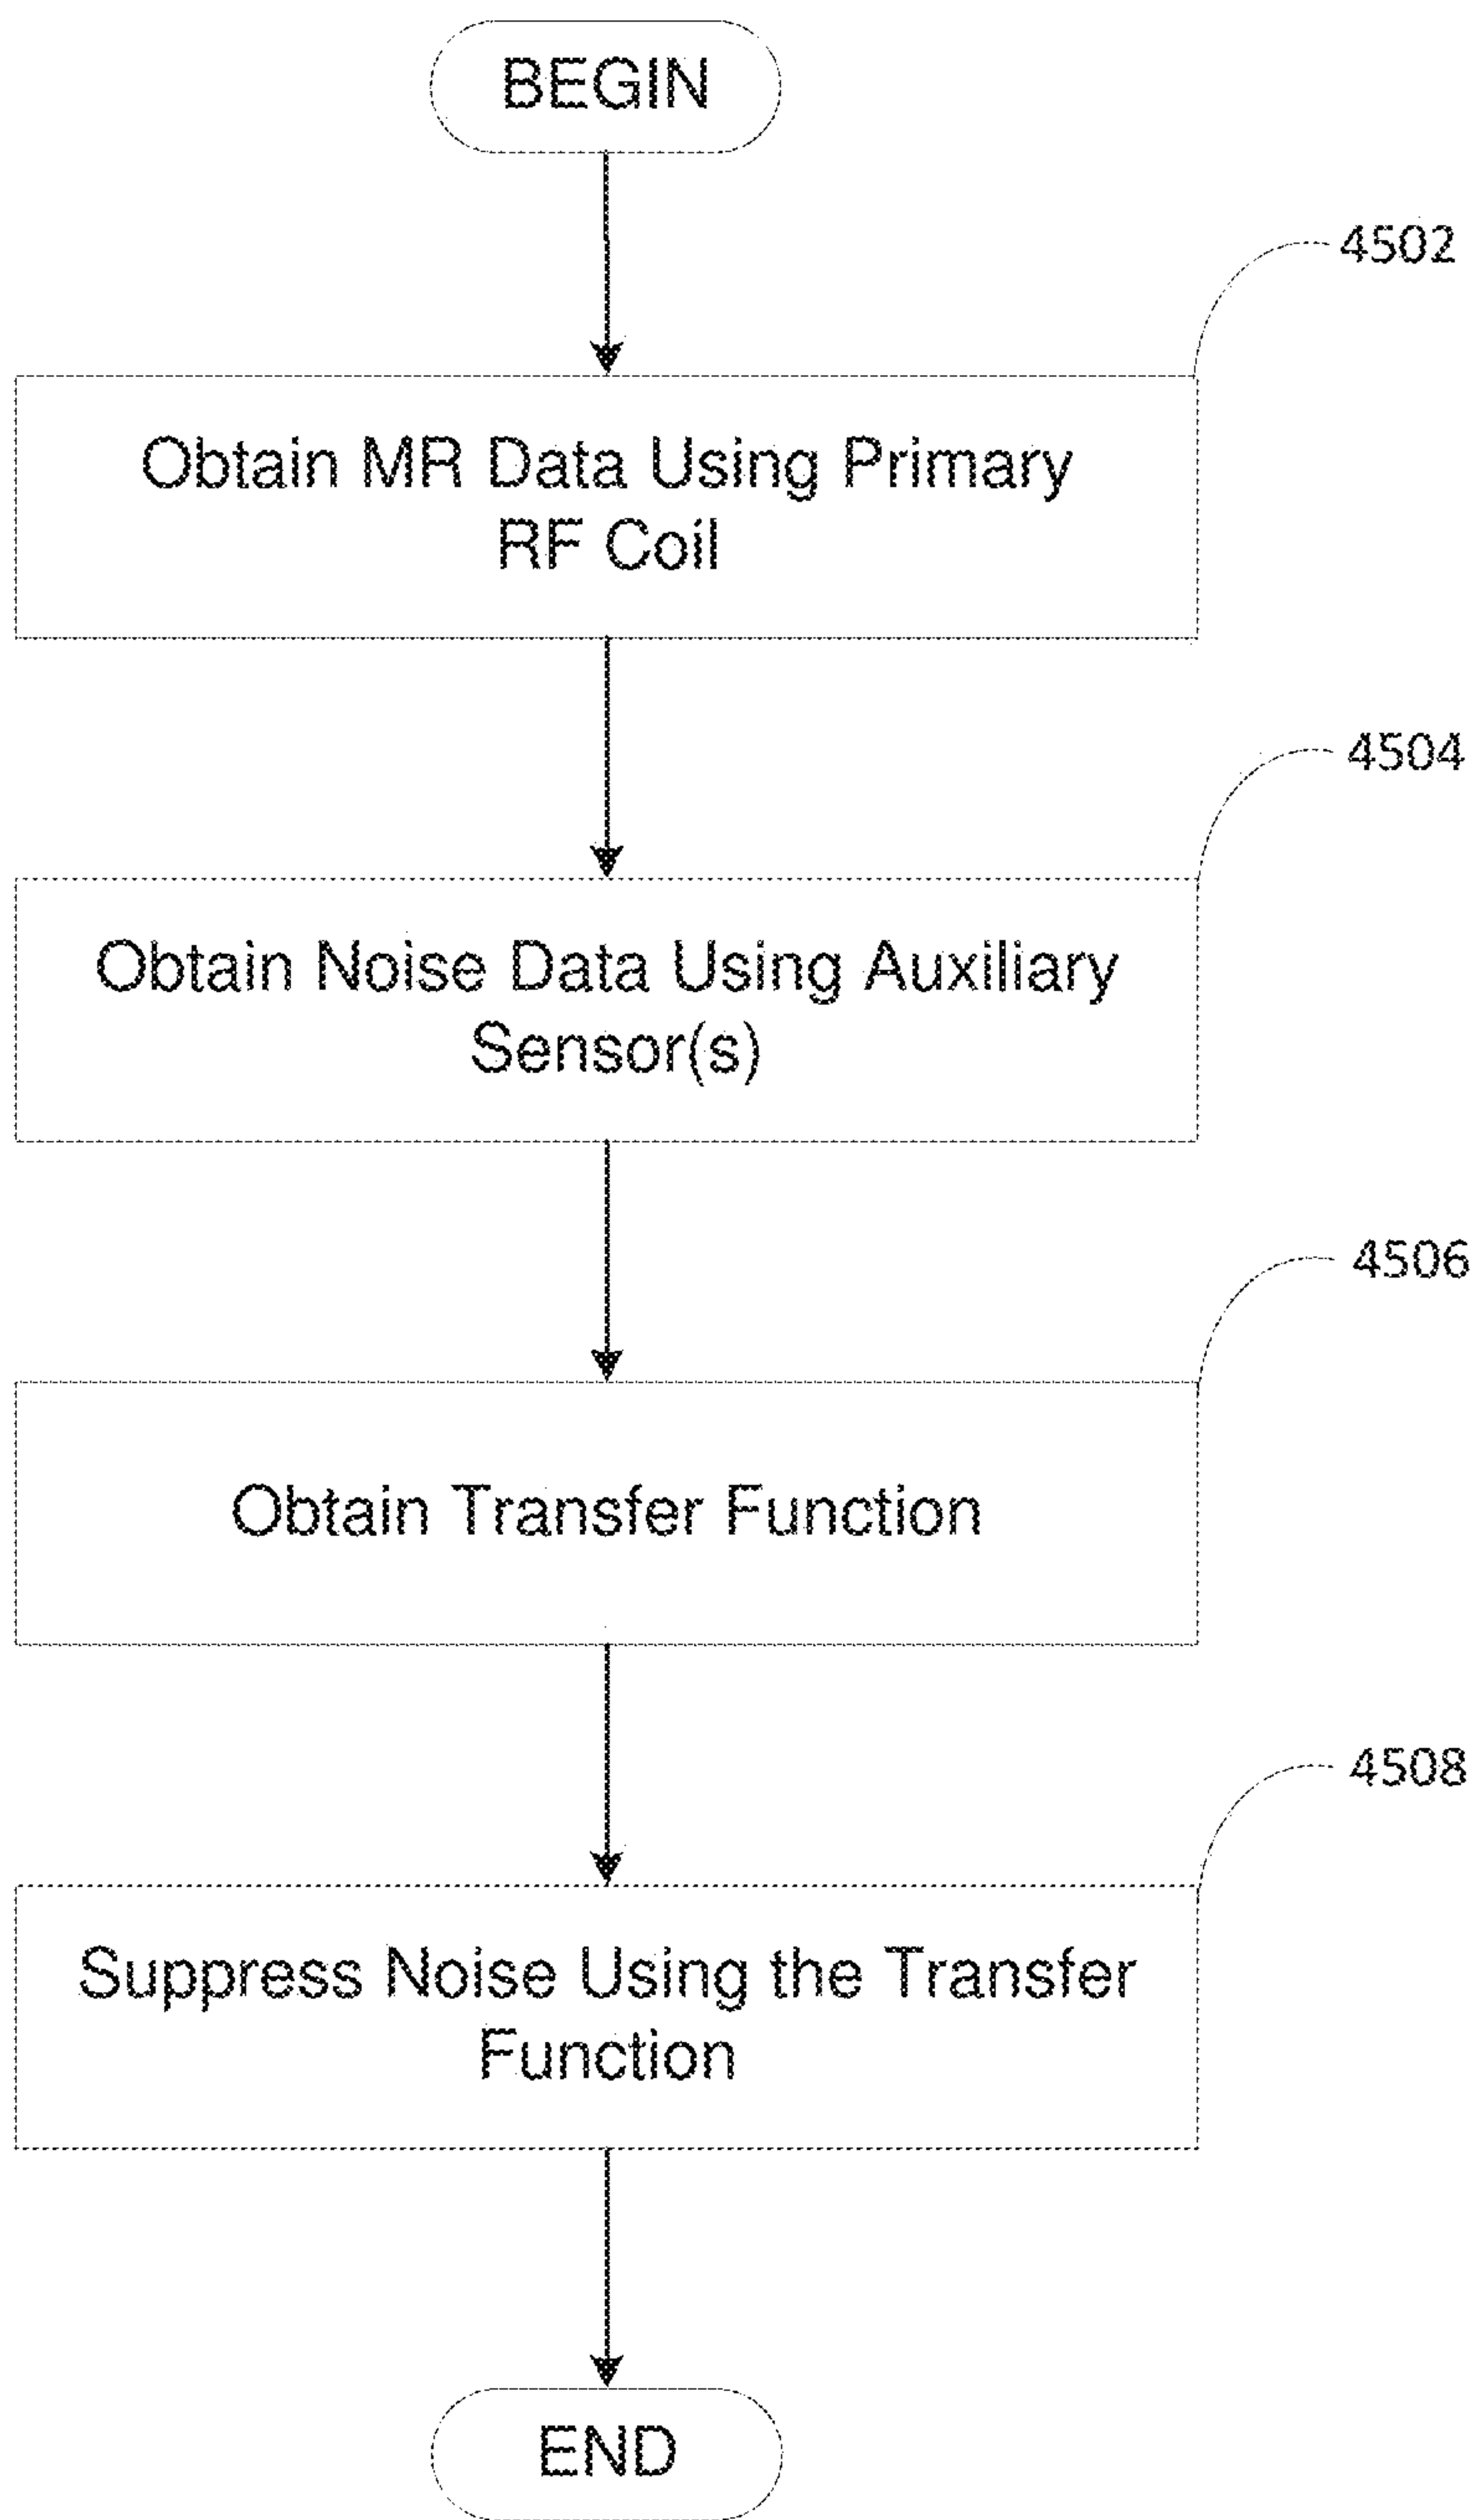 BEGIN
4502
Obtain MR Data Using Primary
RF Coil
4504
Obtain Noise Data Using Auxiliary
Sensor(s)
4506
Obtain Transfer Function
4508
Suppress Noise Using the Transfer
Function
END